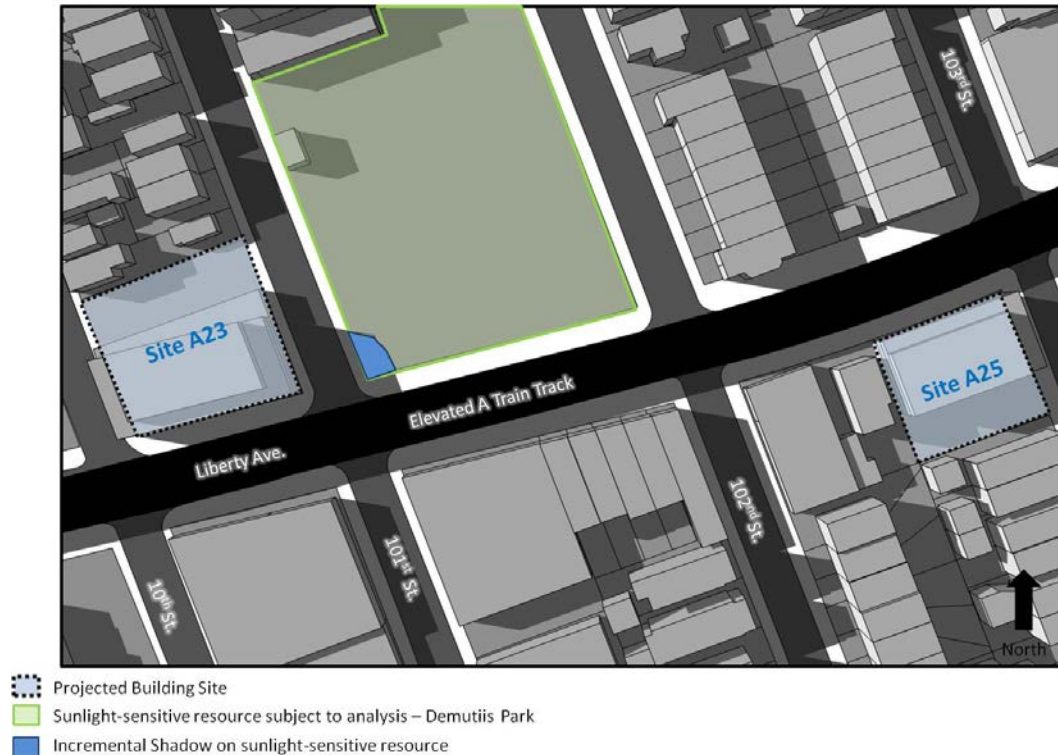 103rd St.
Site A23
Site A25
Elevated A Train Track
Liberty Ave.
102nd St.
101st St.
10th St.
North
Projected Building Site
Sunlight-sensitive resource subject to analysis – Demutiis Park
Incremental Shadow on sunlight-sensitive resource